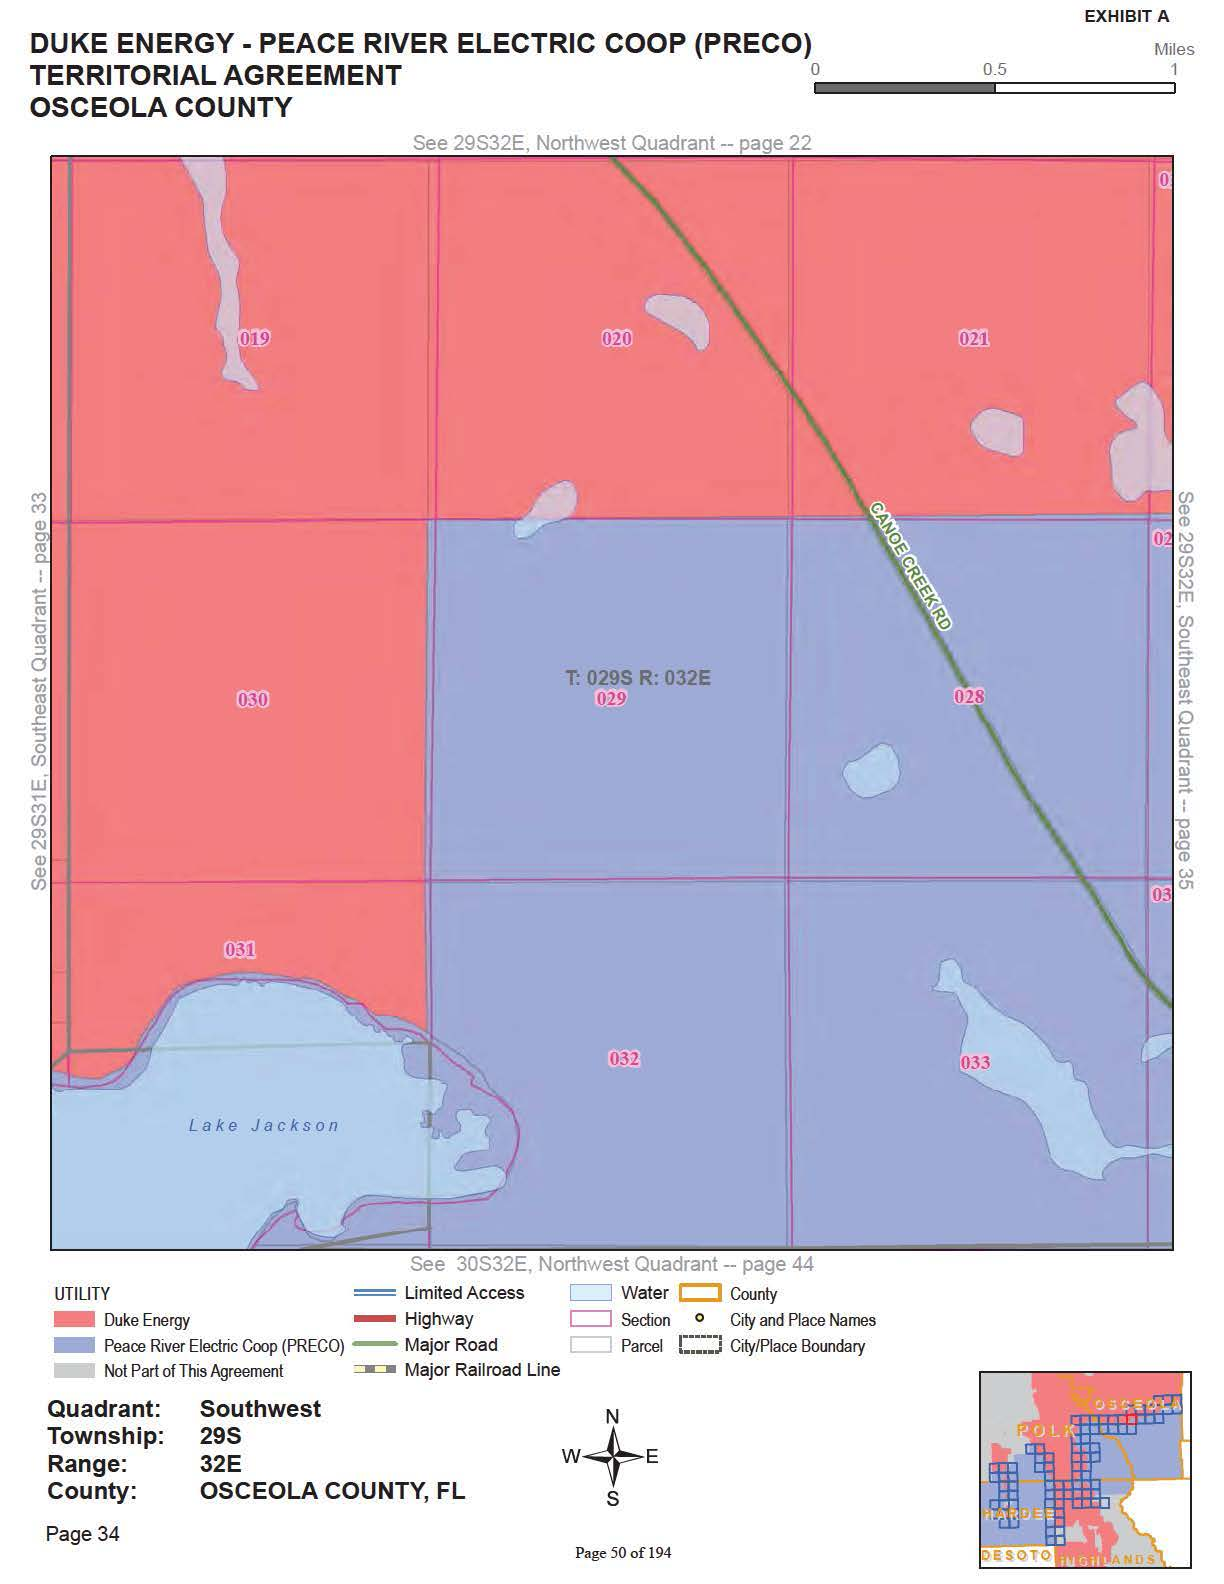 EXHIBIT A
DUKE ENERGY - PEACE RIVER ELECTRIC COOP (PRECO)
TERRITORIAL AGREEMENT
OSCEOLA COUNTY
Miles
0 0.5 1
See 29S32E, Northwest Quadrant -- page 22
019
020
021
See 29S31E, Southeast Quadrant -- page 33
See 29S32E, Southeast Quadrant -- page 35
CANOE CREEK RD
02
T: 029S R: 032E
030
029
028
03
031
032
033
Lake Jackson
See 30S32E, Northwest Quadrant -- page 44
UTILITY
Duke Energy
Peace River Electric Coop (PRECO)
Not Part of This Agreement
Limited Access
Highway
Major Road
Major Railroad Line
Water
Section
Parcel
County
City and Place Names
City/Place Boundary
Quadrant: Southwest
Township: 29S
Range: 32E
County: OSCEOLA COUNTY, FL
Page 34
N
W E
S
Page 50 of 194
OSCEOLA
POLK
HARDEE
DESOTO
HIGHLANDS